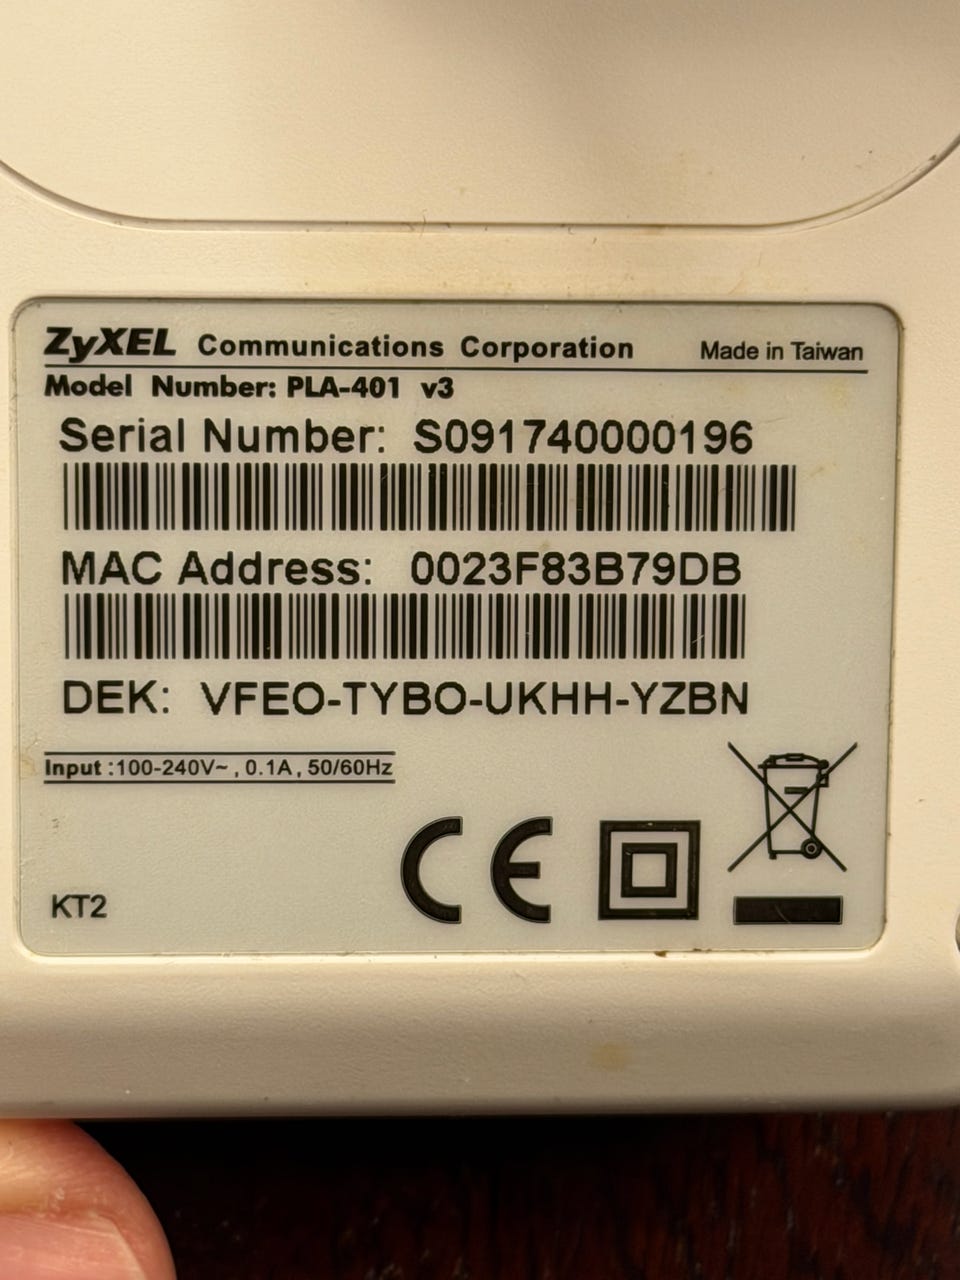 ZyXEL Communications Corporation Made in Taiwan
Model Number: PLA-401 v3
Serial Number: S091740000196
MAC Address: 0023F83B79DB
DEK: VFEO-TYBO-UKHH-YZBN
Input :100-240V~ , 0.1A , 50/60Hz
CE
KT2